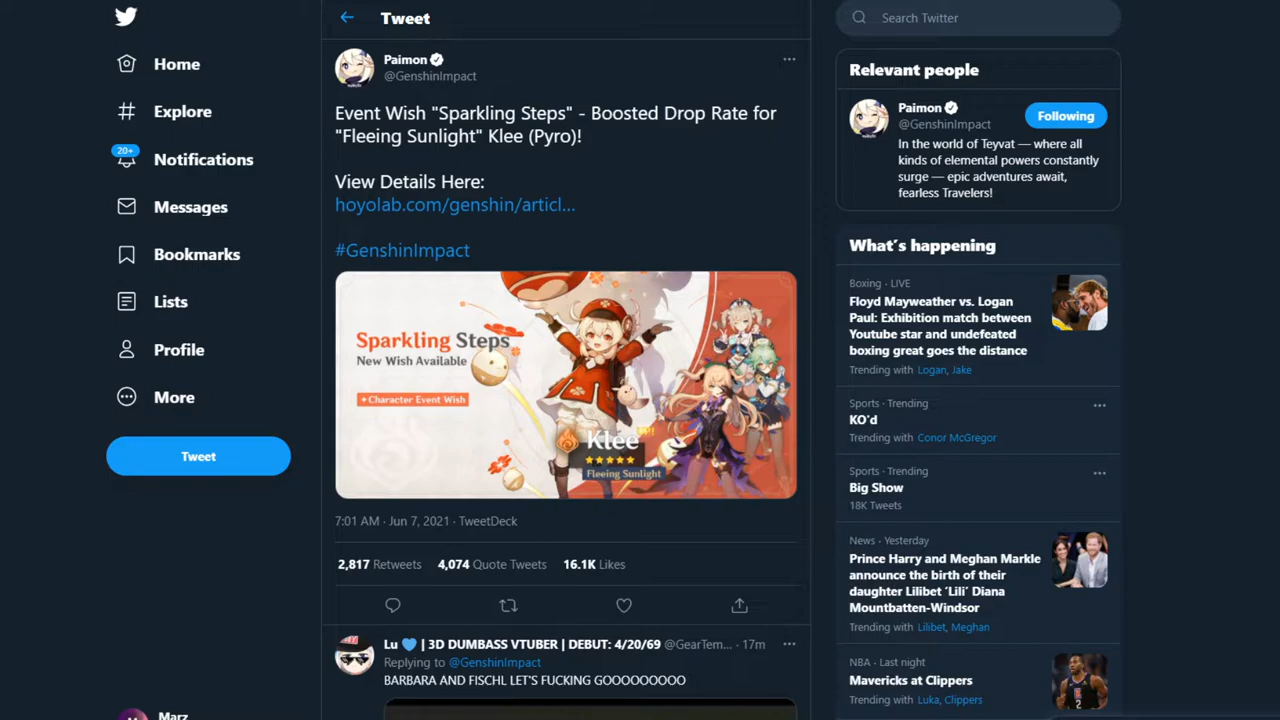 Home
Explore
20+
Notifications
Messages
Bookmarks
Lists
Profile
More
Tweet
Marz
Tweet
Paimon
@GenshinImpact
Event Wish "Sparkling Steps" - Boosted Drop Rate for
"Fleeing Sunlight" Klee (Pyro)!
View Details Here:
hoyolab.com/genshin/articl...
#GenshinImpact
Sparkling Steps
New Wish Available
Character Event Wish
Klee UP!
Fleeing Sunlight
7:01 AM · Jun 7, 2021 · TweetDeck
2,817 Retweets 4,074 Quote Tweets 16.1K Likes
Lu 💙 | 3D DUMBASS VTUBER | DEBUT: 4/20/69 @GearTem... · 17m
Replying to @GenshinImpact
BARBARA AND FISCHL LET'S FUCKING GOOOOOOOOO
Search Twitter
Relevant people
Paimon
@GenshinImpact
Following
In the world of Teyvat — where all
kinds of elemental powers constantly
surge — epic adventures await,
fearless Travelers!
What's happening
Boxing · LIVE
Floyd Mayweather vs. Logan
Paul: Exhibition match between
Youtube star and undefeated
boxing great goes the distance
Trending with Logan, Jake
Sports · Trending
KO'd
Trending with Conor McGregor
Sports · Trending
Big Show
18K Tweets
News · Yesterday
Prince Harry and Meghan Markle
announce the birth of their
daughter Lilibet 'Lili' Diana
Mountbatten-Windsor
Trending with Lilibet, Meghan
NBA · Last night
Mavericks at Clippers
Trending with Luka, Clippers